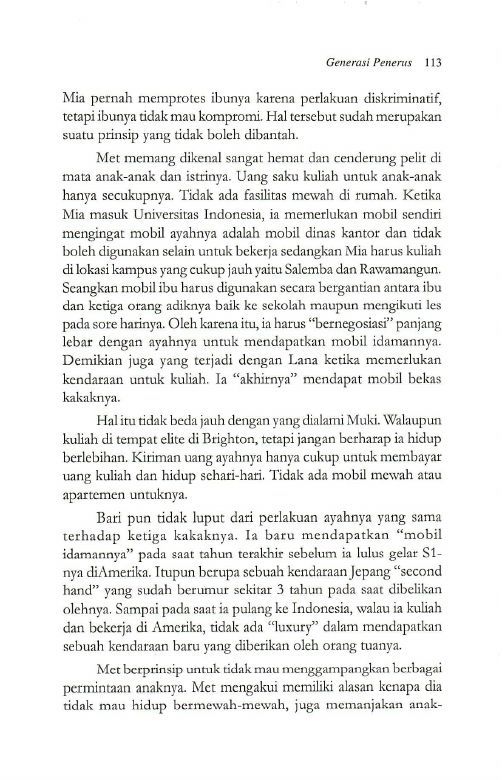 Generasi Penerus 113
Mia pernah memprotes ibunya karena perlakuan diskriminatif,
tetapi ibunya tidak mau kompromi. Hal tersebut sudah merupakan
suatu prinsip yang tidak boleh dibantah.
Met memang dikenal sangat hemat dan cenderung pelit di
mata anak-anak dan istrinya. Uang saku kuliah untuk anak-anak
hanya secukupnya. Tidak ada fasilitas mewah di rumah. Ketika
Mia masuk Universitas Indonesia, ia memerlukan mobil sendiri
mengingat mobil ayahnya adalah mobil dinas kantor dan tidak
boleh digunakan selain untuk bekerja sedangkan Mia harus kuliah
di lokasi kampus yang cukup jauh yaitu Salemba dan Rawamangun.
Seangkan mobil ibu harus digunakan secara bergantian antara ibu
dan ketiga orang adiknya baik ke sekolah maupun mengikuti les
pada sore harinya. Oleh karena itu, ia harus “bernegosiasi” panjang
lebar dengan ayahnya untuk mendapatkan mobil idamannya.
Demikian juga yang terjadi dengan Lana ketika memerlukan
kendaraan untuk kuliah. Ia “akhirnya” mendapat mobil bekas
kakaknya.
Hal itu tidak beda jauh dengan yang dialami Muki. Walaupun
kuliah di tempat elite di Brighton, tetapi jangan berharap ia hidup
berlebihan. Kiriman uang ayahnya hanya cukup untuk membayar
uang kuliah dan hidup sehari-hari. Tidak ada mobil mewah atau
apartemen untuknya.
Bari pun tidak luput dari perlakuan ayahnya yang sama
terhadap ketiga kakaknya. Ia baru mendapatkan “mobil
idamannya” pada saat tahun terakhir sebelum ia lulus gelar S1-
nya diAmerika. Itupun berupa sebuah kendaraan Jepang “second
hand” yang sudah berumur sekitar 3 tahun pada saat dibelikan
olehnya. Sampai pada saat ia pulang ke Indonesia, walau ia kuliah
dan bekerja di Amerika, tidak ada “luxury” dalam mendapatkan
sebuah kendaraan baru yang diberikan oleh orang tuanya.
Met berprinsip untuk tidak mau menggampangkan berbagai
permintaan anaknya. Met mengakui memiliki alasan kenapa dia
tidak mau hidup bermewah-mewah, juga memanjakan anak-